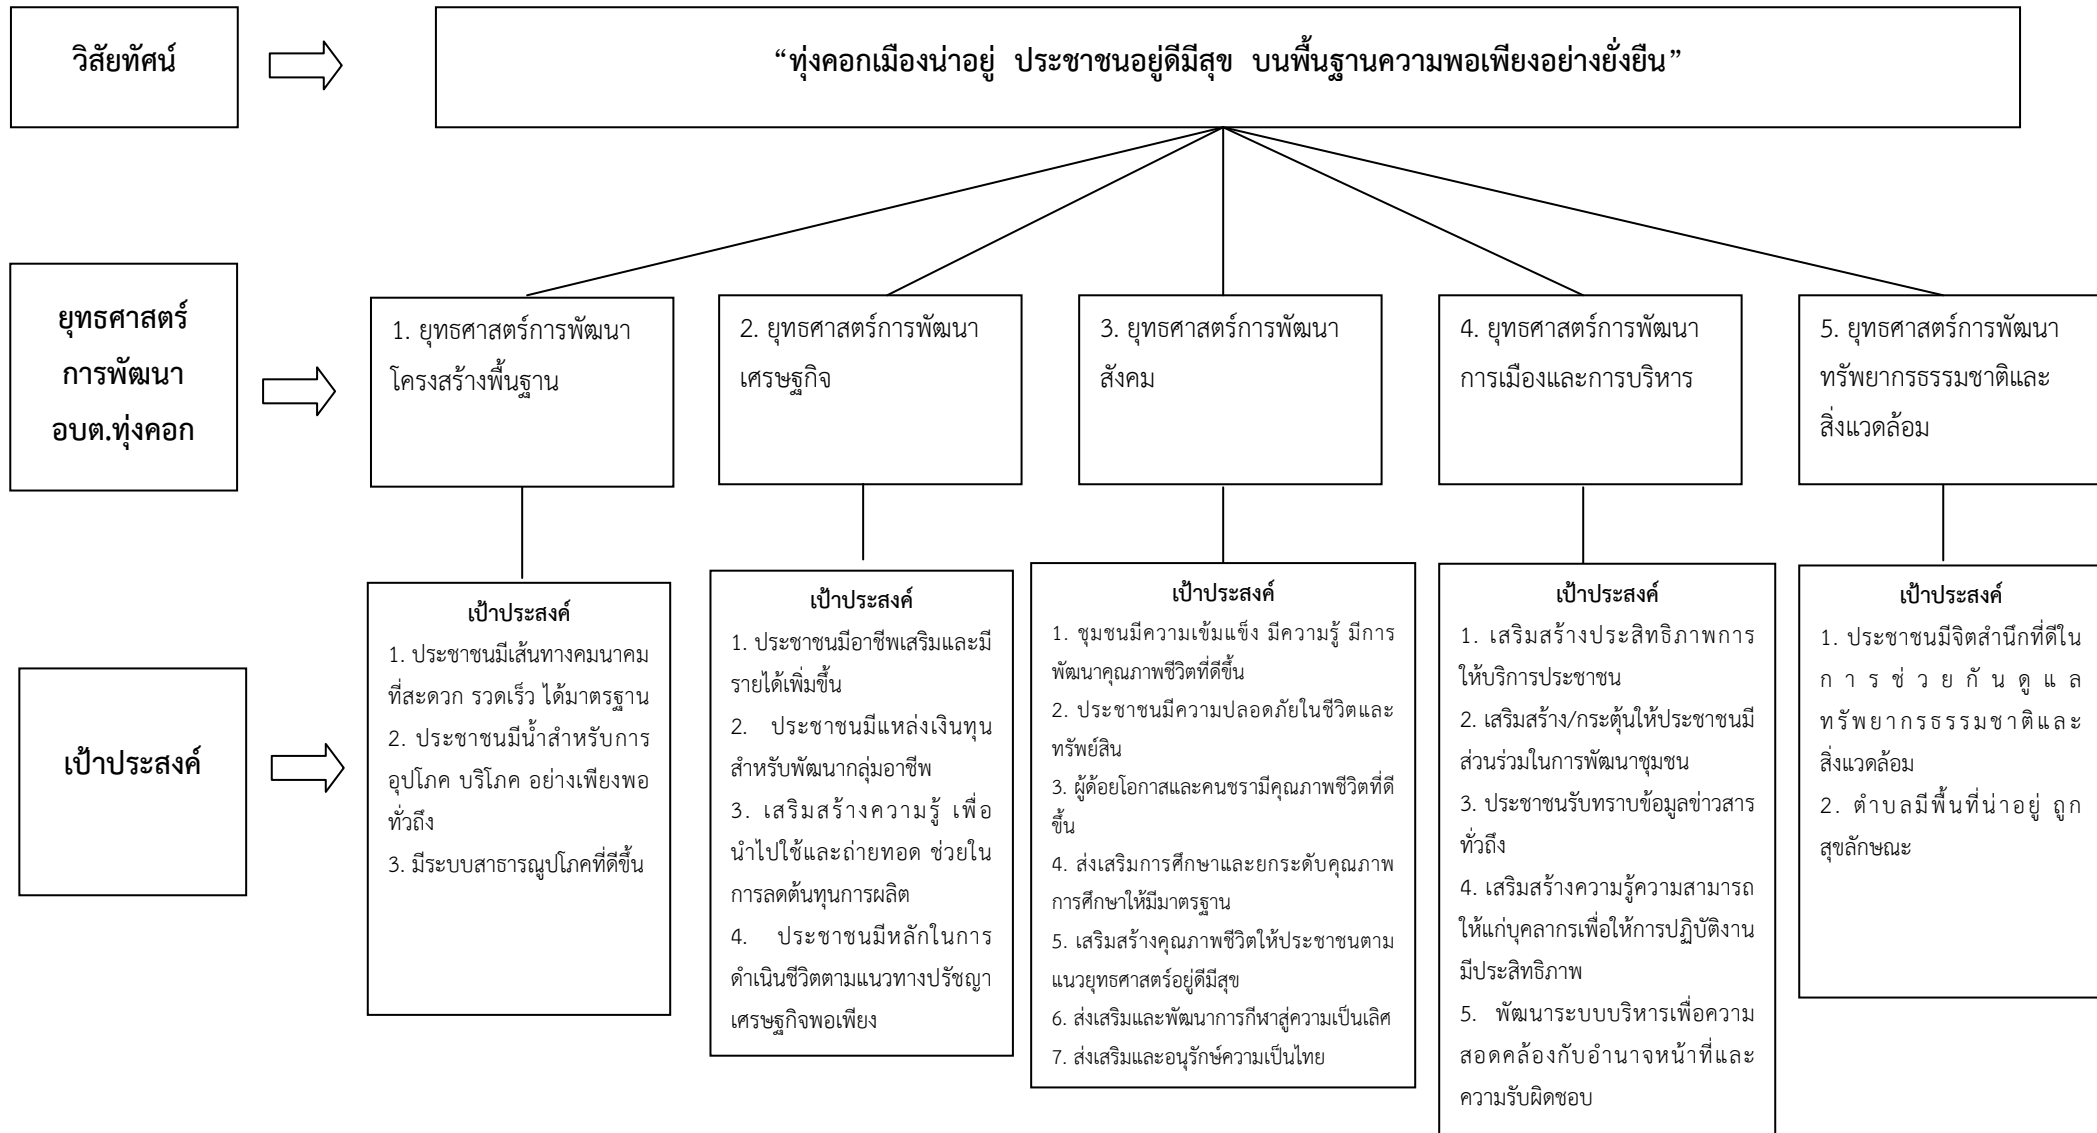 วิสัยทัศน์
“ทุ่งคอกเมืองน่าอยู่ ประชาชนอยู่ดีมีสุข บนพื้นฐานความพอเพียงอย่างยั่งยืน”
ยุทธศาสตร์
การพัฒนา
อบต.ทุ่งคอก
1. ยุทธศาสตร์การพัฒนา
โครงสร้างพื้นฐาน
2. ยุทธศาสตร์การพัฒนา
เศรษฐกิจ
3. ยุทธศาสตร์การพัฒนา
สังคม
4. ยุทธศาสตร์การพัฒนา
การเมืองและการบริหาร
5. ยุทธศาสตร์การพัฒนา
ทรัพยากรธรรมชาติและ
สิ่งแวดล้อม
เป้าประสงค์
เป้าประสงค์
1. ประชาชนมีเส้นทางคมนาคม
ที่สะดวก รวดเร็ว ได้มาตรฐาน
2. ประชาชนมีน้ำสำหรับการ
อุปโภค บริโภค อย่างเพียงพอ
ทั่วถึง
3. มีระบบสาธารณูปโภคที่ดีขึ้น
เป้าประสงค์
1. ประชาชนมีอาชีพเสริมและมี
รายได้เพิ่มขึ้น
2. ประชาชนมีแหล่งเงินทุน
สำหรับพัฒนากลุ่มอาชีพ
3. เสริมสร้างความรู้ เพื่อ
นำไปใช้และถ่ายทอด ช่วยใน
การลดต้นทุนการผลิต
4. ประชาชนมีหลักในการ
ดำเนินชีวิตตามแนวทางปรัชญา
เศรษฐกิจพอเพียง
เป้าประสงค์
1. ชุมชนมีความเข้มแข็ง มีความรู้ มีการ
พัฒนาคุณภาพชีวิตที่ดีขึ้น
2. ประชาชนมีความปลอดภัยในชีวิตและ
ทรัพย์สิน
3. ผู้ด้อยโอกาสและคนชรามีคุณภาพชีวิตที่ดี
ขึ้น
4. ส่งเสริมการศึกษาและยกระดับคุณภาพ
การศึกษาให้มีมาตรฐาน
5. เสริมสร้างคุณภาพชีวิตให้ประชาชนตาม
แนวยุทธศาสตร์อยู่ดีมีสุข
6. ส่งเสริมและพัฒนาการกีฬาสู่ความเป็นเลิศ
7. ส่งเสริมและอนุรักษ์ความเป็นไทย
เป้าประสงค์
1. เสริมสร้างประสิทธิภาพการ
ให้บริการประชาชน
2. เสริมสร้าง/กระตุ้นให้ประชาชนมี
ส่วนร่วมในการพัฒนาชุมชน
3. ประชาชนรับทราบข้อมูลข่าวสาร
ทั่วถึง
4. เสริมสร้างความรู้ความสามารถ
ให้แก่บุคลากรเพื่อให้การปฏิบัติงาน
มีประสิทธิภาพ
5. พัฒนาระบบบริหารเพื่อความ
สอดคล้องกับอำนาจหน้าที่และ
ความรับผิดชอบ
เป้าประสงค์
1. ประชาชนมีจิตสำนึกที่ดีใน
การช่วยกันดูแล
ทรัพยากรธรรมชาติและ
สิ่งแวดล้อม
2. ตำบลมีพื้นที่น่าอยู่ ถูก
สุขลักษณะ